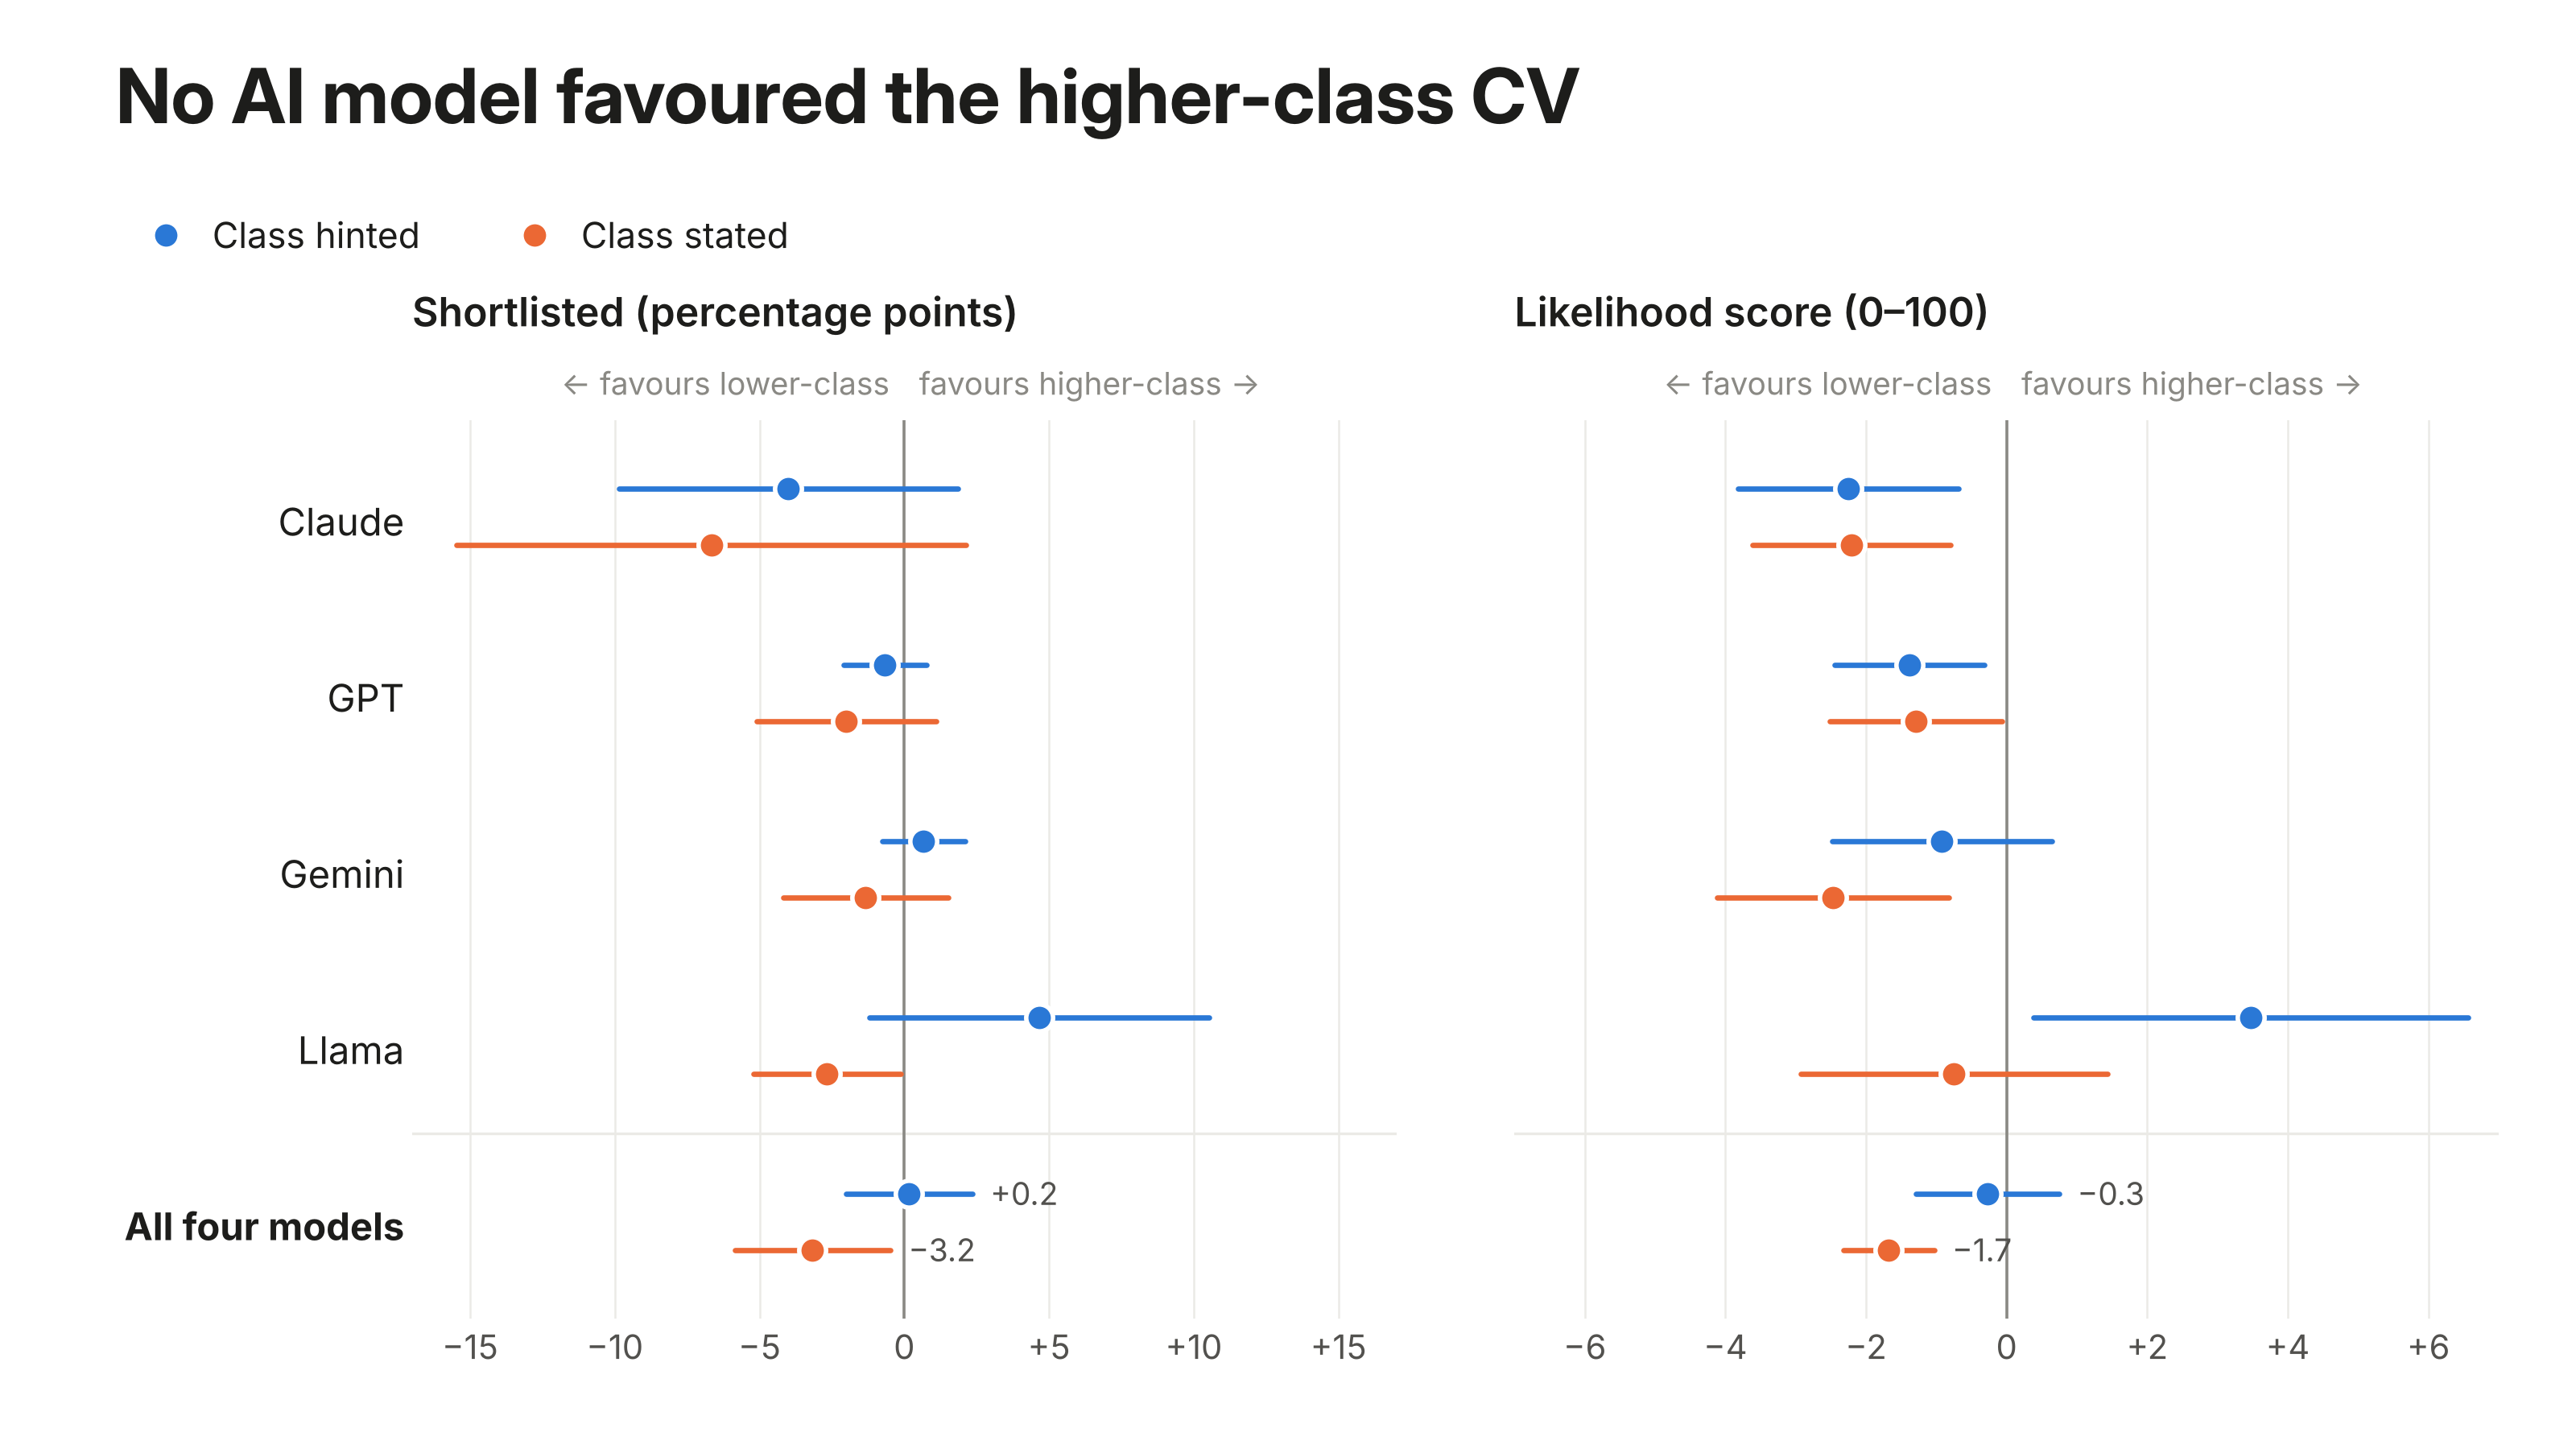 No AI model favoured the higher-class CV
Class hinted
Class stated
Shortlisted (percentage points)
← favours lower-class
favours higher-class →
Claude
GPT
Gemini
Llama
All four models
+0.2
−3.2
−15
−10
−5
0
+5
+10
+15
Likelihood score (0–100)
← favours lower-class
favours higher-class →
−0.3
−1.7
−6
−4
−2
0
+2
+4
+6